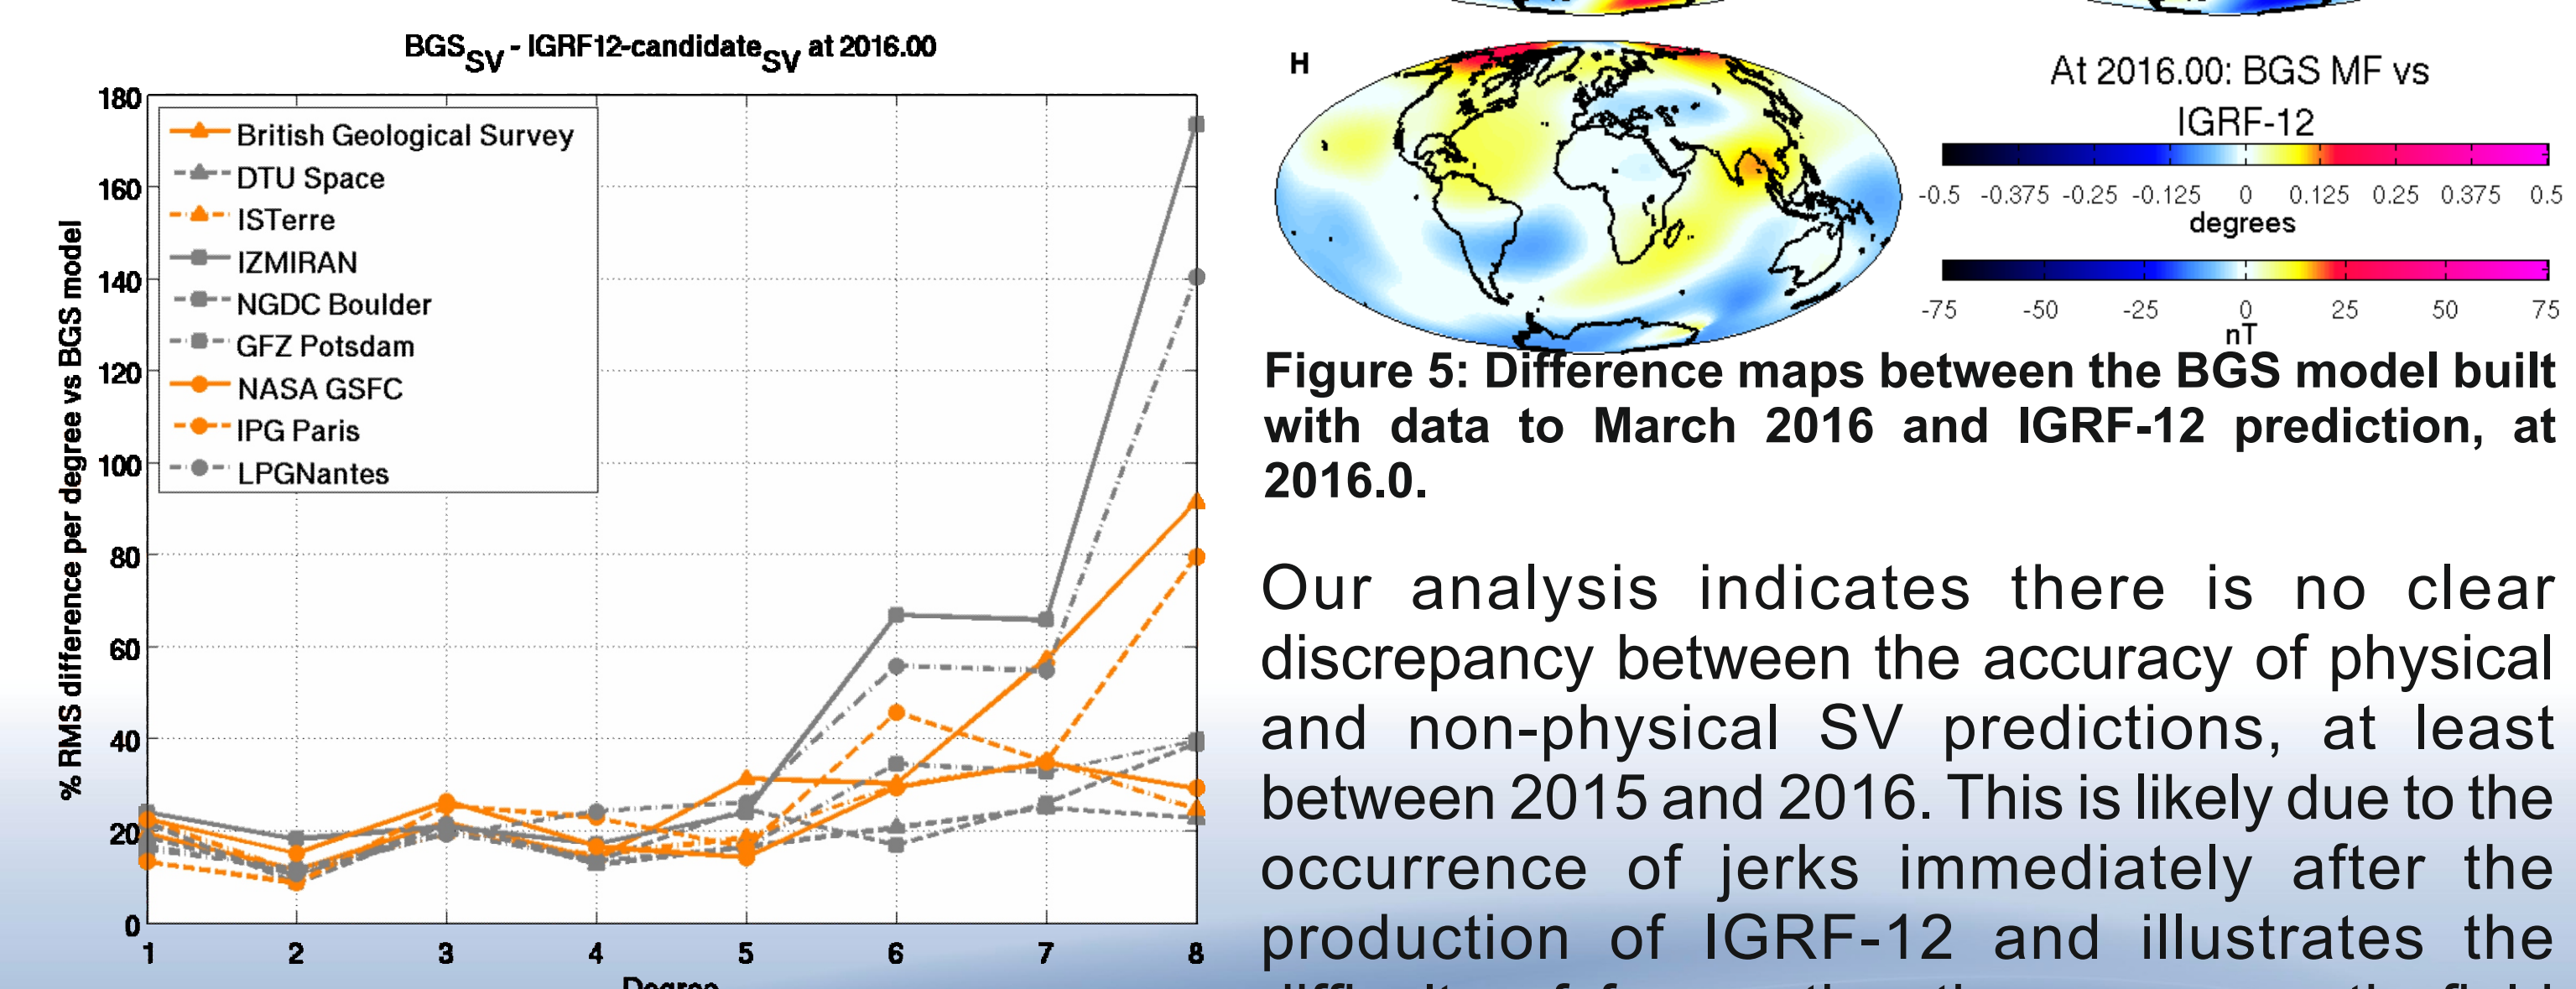 BGS_SV - IGRF12-candidate_SV at 2016.00
% RMS difference per degree vs BGS model
180
160
140
120
100
80
60
40
20
0
British Geological Survey
DTU Space
ISTerre
IZMIRAN
NGDC Boulder
GFZ Potsdam
NASA GSFC
IPG Paris
LPGNantes
1 2 3 4 5 6 7 8
Degree
H
At 2016.00: BGS MF vs
IGRF-12
-0.5 -0.375 -0.25 -0.125 0 0.125 0.25 0.375 0.5
degrees
-75 -50 -25 0 25 50 75
nT
Figure 5: Difference maps between the BGS model built
with data to March 2016 and IGRF-12 prediction, at
2016.0.
Our analysis indicates there is no clear
discrepancy between the accuracy of physical
and non-physical SV predictions, at least
between 2015 and 2016. This is likely due to the
occurrence of jerks immediately after the
production of IGRF-12 and illustrates the